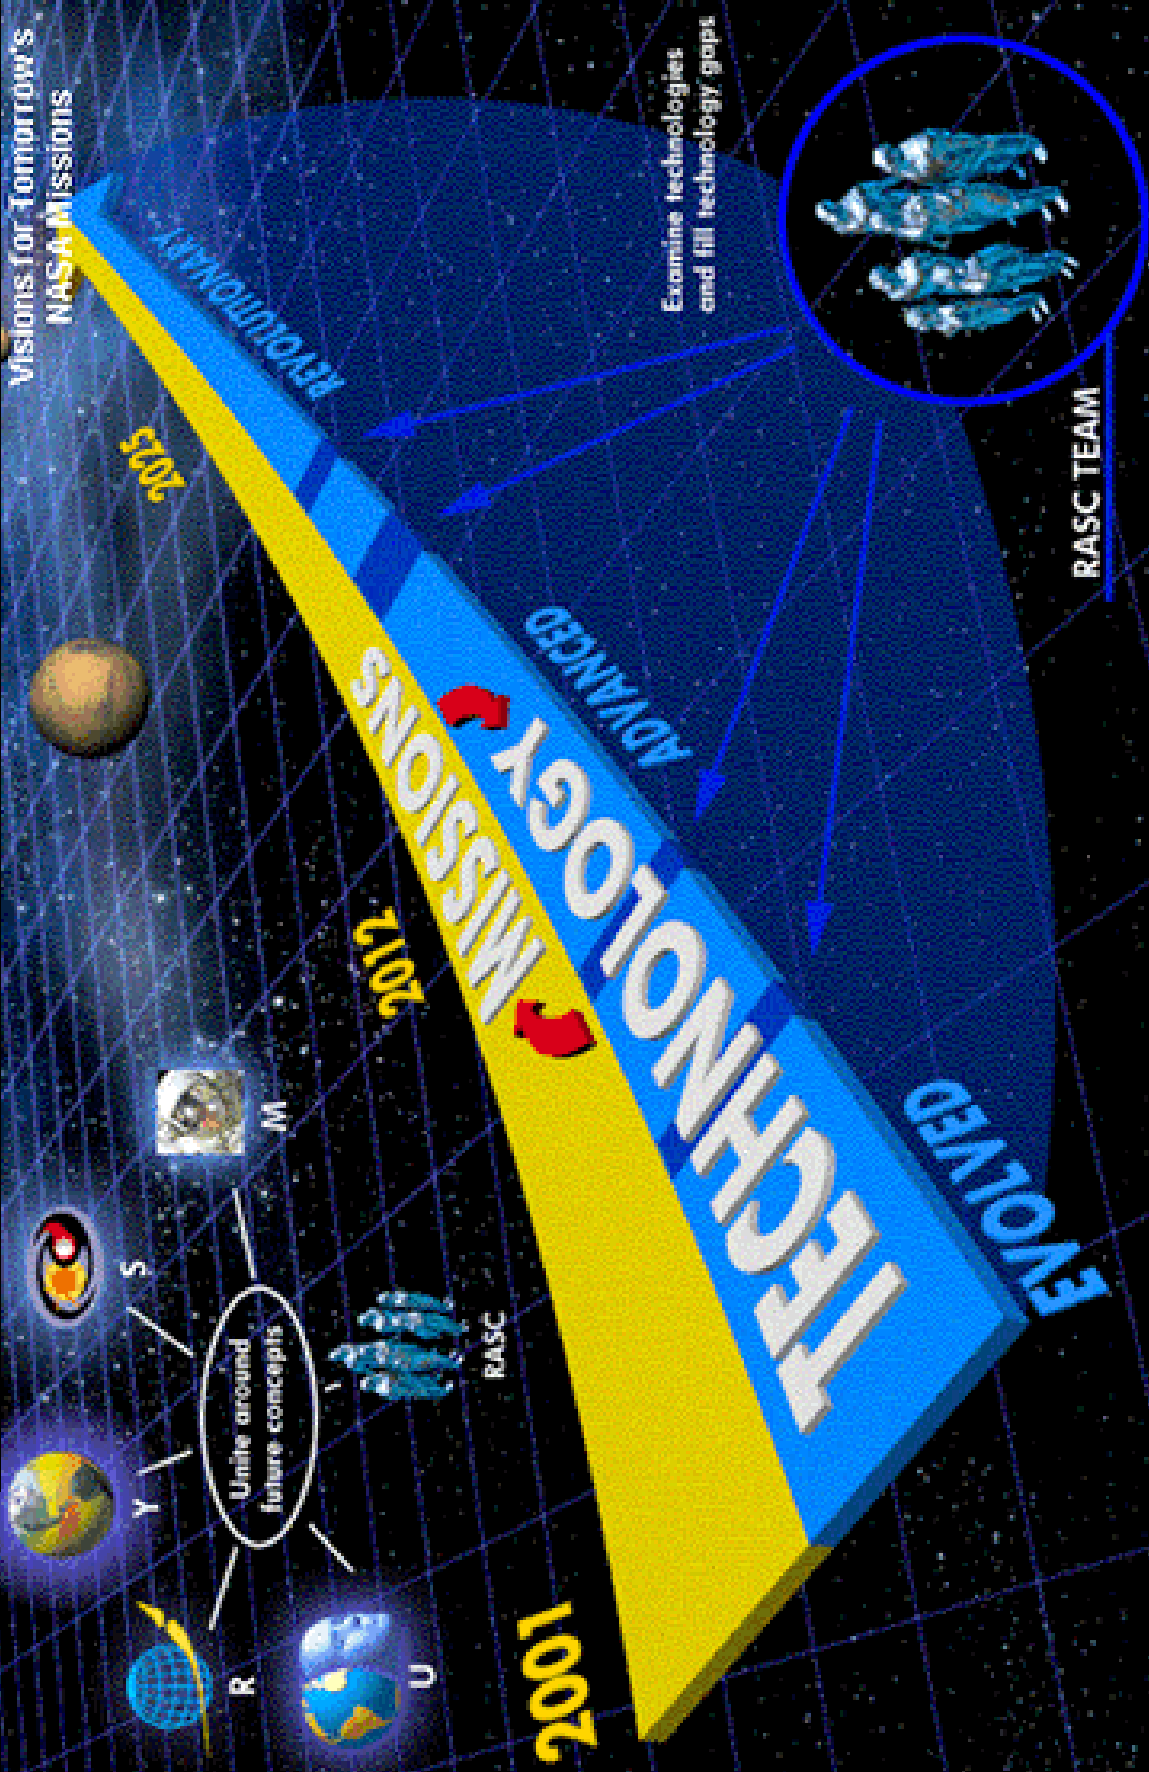 Visions for Tomorrow's
NASA Missions
S
M
Y
R
U
Unite around
future concepts
RASC
2001
2012
2025
MISSIONS
TECHNOLOGY
REVOLUTIONARY
ADVANCED
EVOLVED
Examine technologies
and fill technology gaps
RASC TEAM